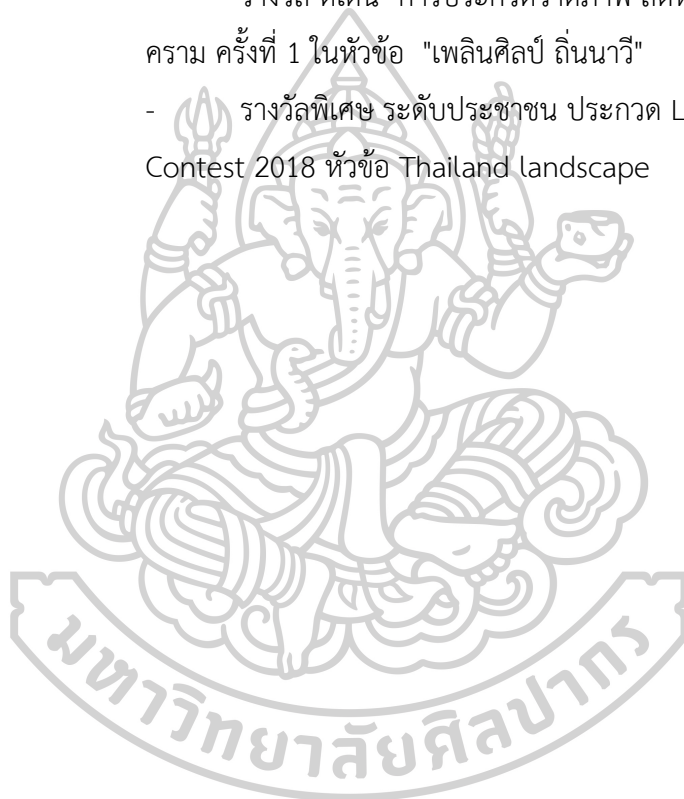 คราม ครั้งที่ 1 ในหัวข้อ "เพลินศิลป์ ถิ่นนาวี"
- รางวัลพิเศษ ระดับประชาชน ประกวด L
Contest 2018 หัวข้อ Thailand landscape
มหาวิทยาลัยศิลปากร